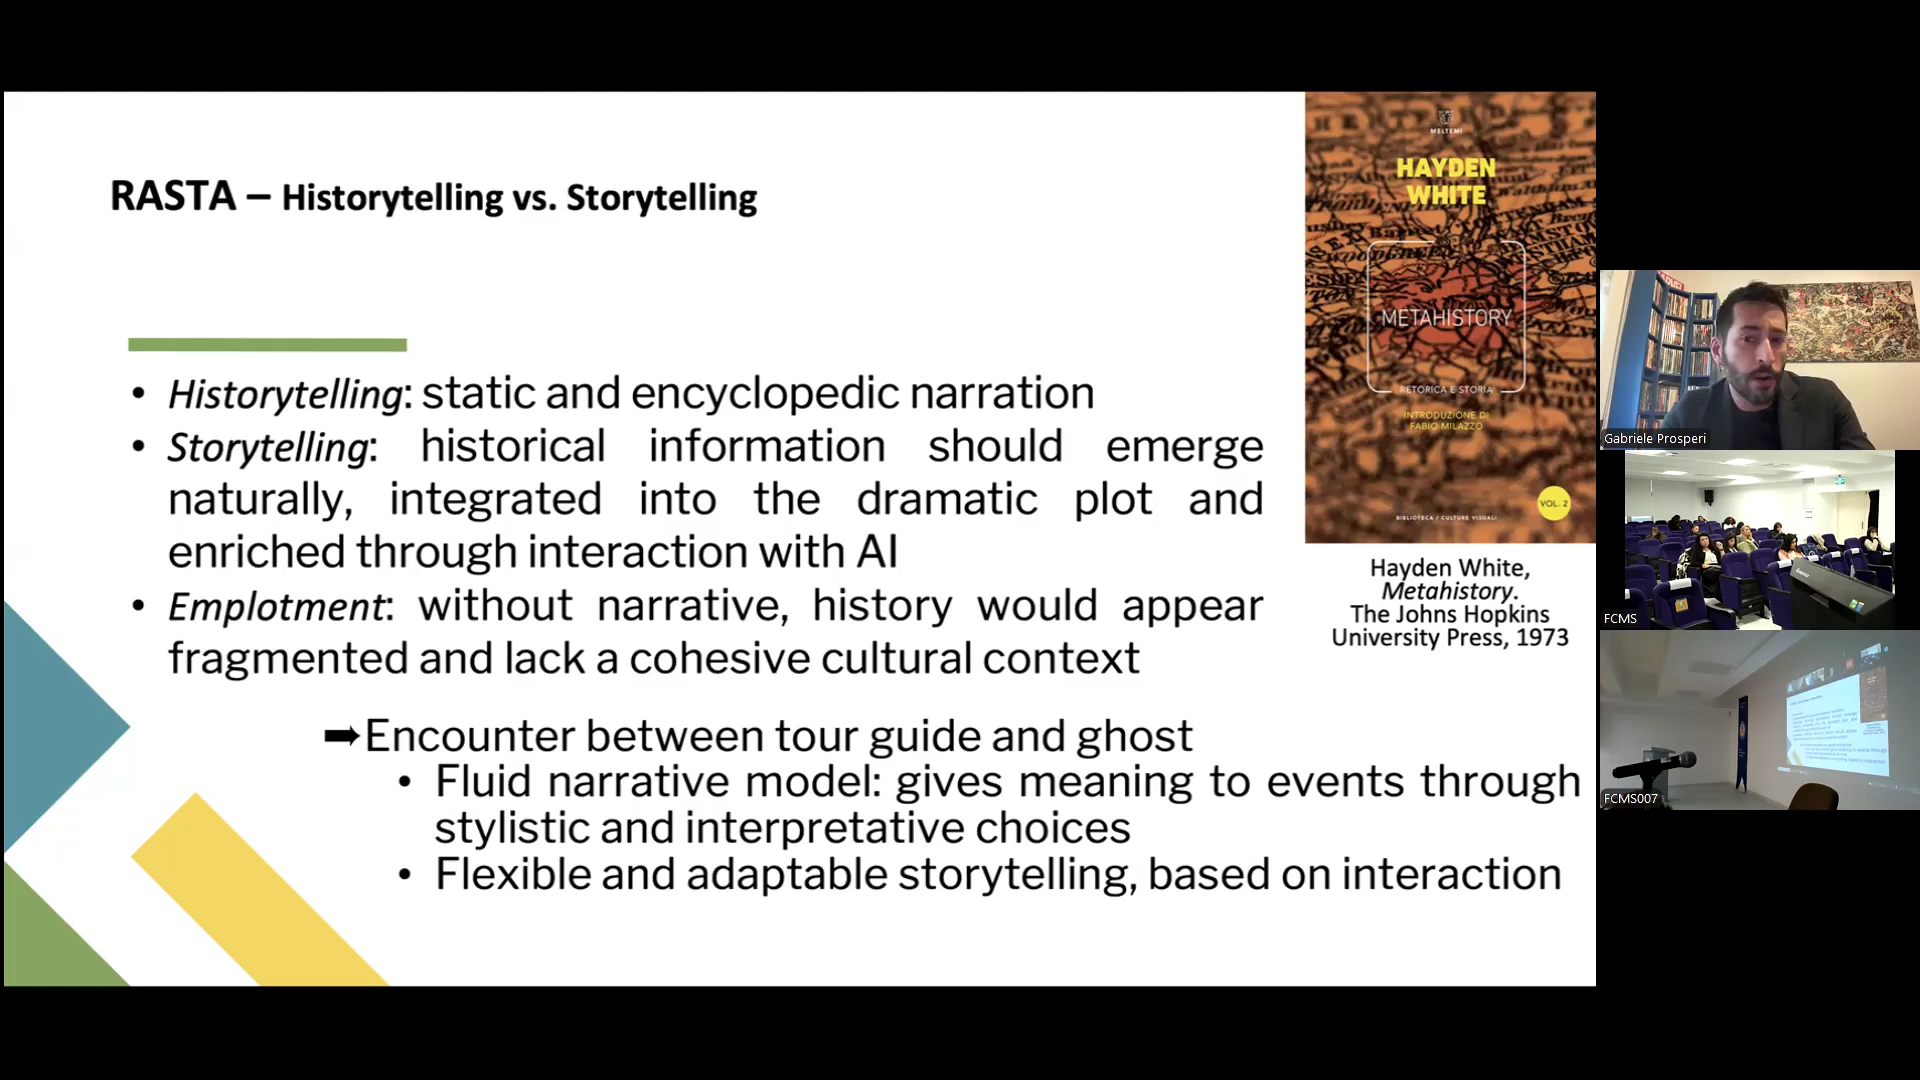 RASTA – Historytelling vs. Storytelling
• Historytelling: static and encyclopedic narration
• Storytelling: historical information should emerge
naturally, integrated into the dramatic plot and
enriched through interaction with AI
• Emplotment: without narrative, history would appear
fragmented and lack a cohesive cultural context
➡Encounter between tour guide and ghost
• Fluid narrative model: gives meaning to events through
stylistic and interpretative choices
• Flexible and adaptable storytelling, based on interaction
MELTEMI
HAYDEN
WHITE
METAHISTORY
RETORICA E STORIA
INTRODUZIONE DI
FABIO MILAZZO
VOL. 2
BIBLIOTECA / CULTURE VISUALI
Hayden White,
Metahistory.
The Johns Hopkins
University Press, 1973
Gabriele Prosperi
FCMS
FCMS007